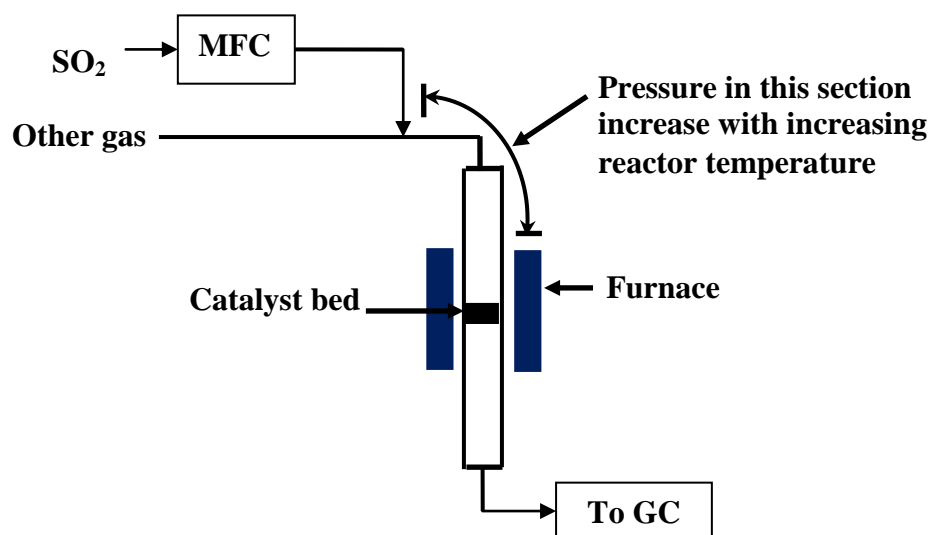 MFC
SO₂
Pressure in this section
increase with increasing
reactor temperature
Other gas
Catalyst bed
Furnace
To GC